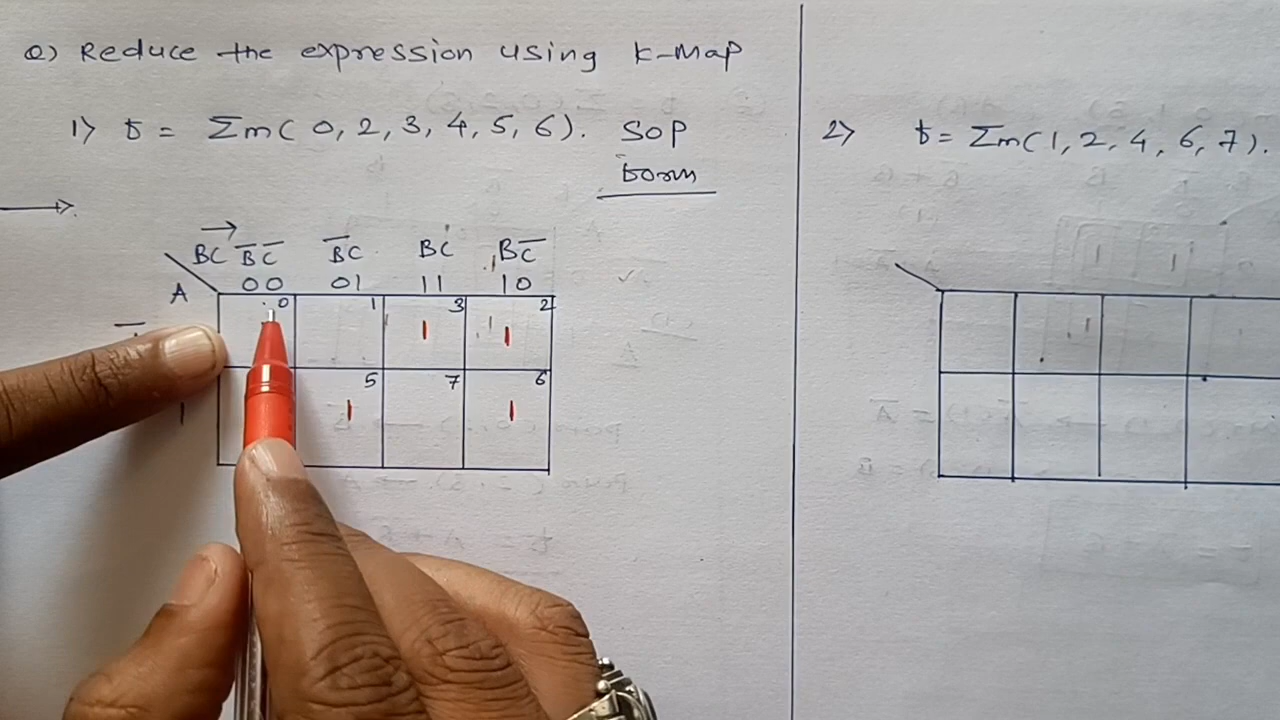 Q) Reduce the expression using K-Map
1) f = Σm( 0, 2, 3, 4, 5, 6). SOP
form
BC B̅C̅ B̅C BC BC̅
A 00 01 11 10
0 1 3 2
1 1
5 7 6
1 1 1
2) f= Σm(1, 2, 4, 6, 7).